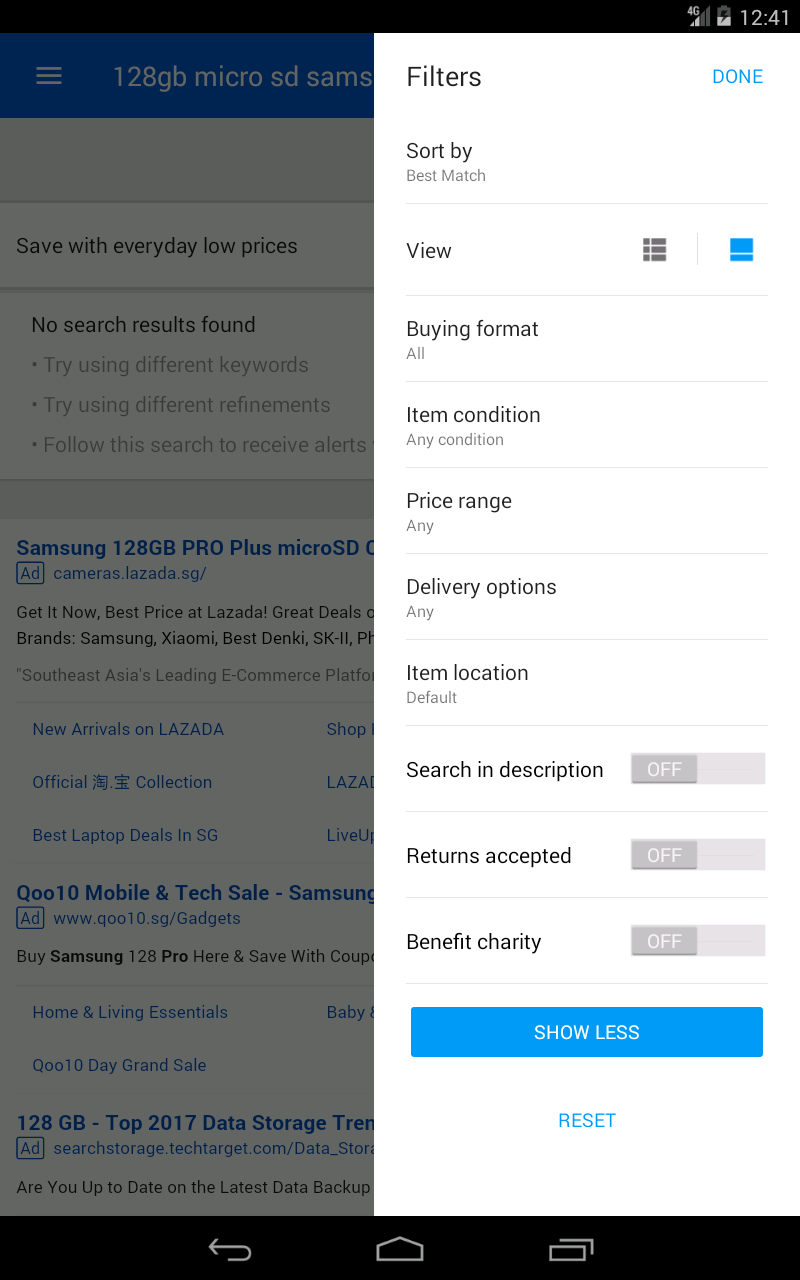 4G 12:41
128gb micro sd sams
Save with everyday low prices
No search results found
• Try using different keywords
• Try using different refinements
• Follow this search to receive alerts
Samsung 128GB PRO Plus microSD
Ad cameras.lazada.sg/
Get It Now, Best Price at Lazada! Great Deals
Brands: Samsung, Xiaomi, Best Denki, SK-II,
"Southeast Asia's Leading E-Commerce
New Arrivals on LAZADA Shop
Official 淘.宝 Collection
Best Laptop Deals In SG
Qoo10 Mobile & Tech Sale - Samsung
Ad www.qoo10.sg/Gadgets
Buy Samsung 128 Pro Here & Save With
Home & Living Essentials Baby &
Qoo10 Day Grand Sale
128 GB - Top 2017 Data Storage
Ad searchstorage.techtarget.com/Data_Stora
Are You Up to Date on the Latest Data Backup
Filters DONE
Sort by
Best Match
View
Buying format
All
Item condition
Any condition
Price range
Any
Delivery options
Any
Item location
Default
Search in description OFF
Returns accepted OFF
Benefit charity OFF
SHOW LESS
RESET